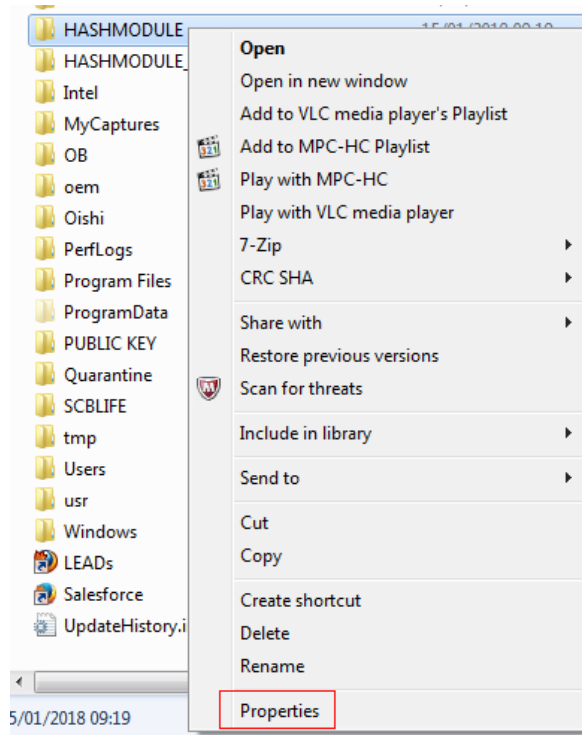 HASHMODULE
HASHMODULE_
Intel
MyCaptures
OB
oem
Oishi
PerfLogs
Program Files
ProgramData
PUBLIC KEY
Quarantine
SCBLIFE
tmp
Users
usr
Windows
LEADs
Salesforce
UpdateHistory.i
5/01/2018 09:19
Open
Open in new window
Add to VLC media player's Playlist
Add to MPC-HC Playlist
Play with MPC-HC
Play with VLC media player
7-Zip
CRC SHA
Share with
Restore previous versions
Scan for threats
Include in library
Send to
Cut
Copy
Create shortcut
Delete
Rename
Properties